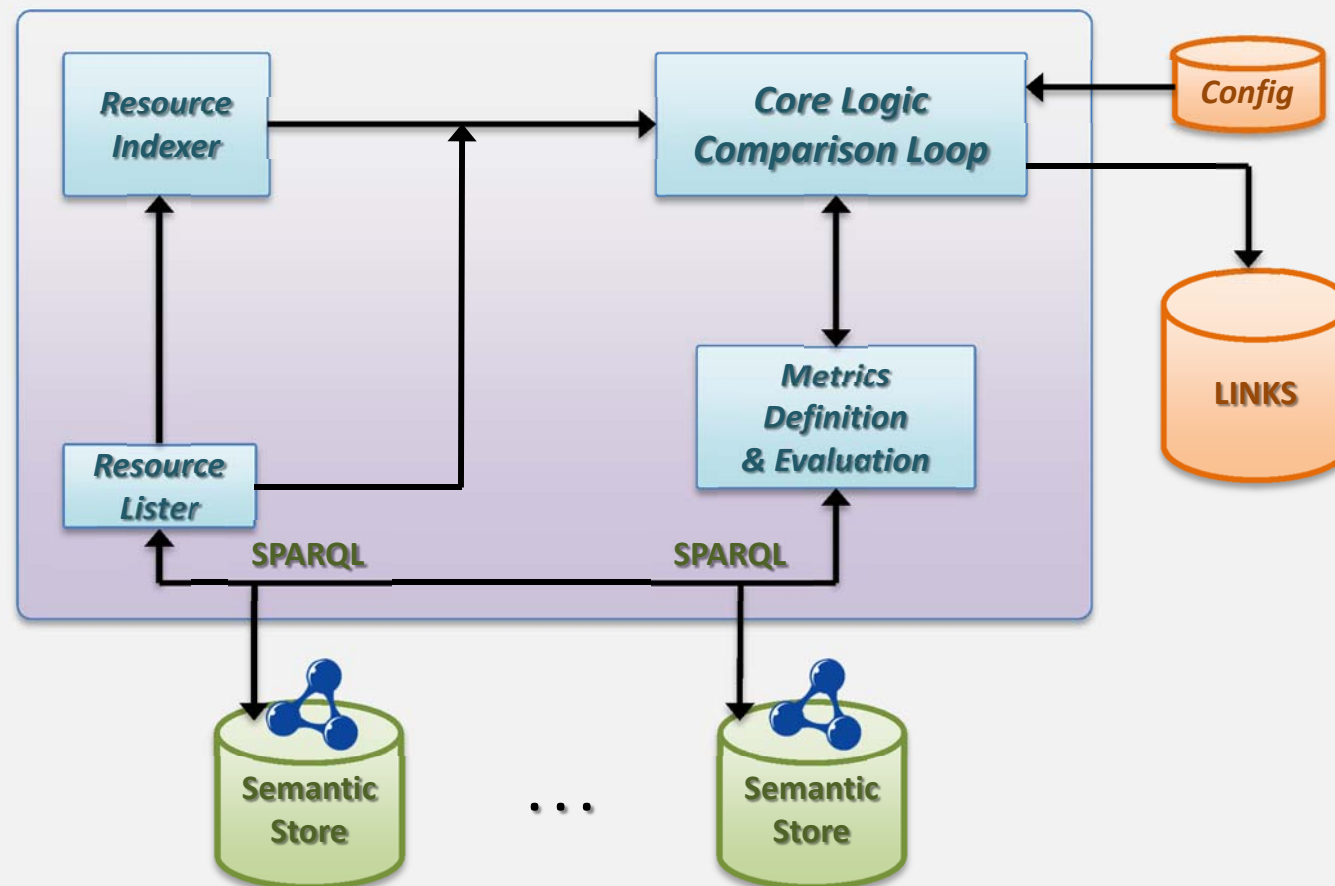 Resource
Indexer
Core Logic
Comparison Loop
Config
Metrics
Definition
& Evaluation
LINKS
Resource
Lister
SPARQL
SPARQL
Semantic
Store
. . .
Semantic
Store